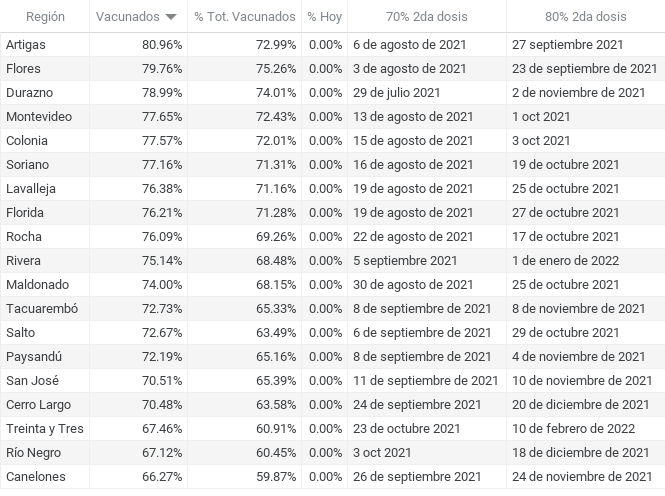 Región Vacunados % Tot. Vacunados % Hoy 70% 2da dosis 80% 2da dosis
Artigas 80.96% 72.99% 0.00% 6 de agosto de 2021 27 septiembre 2021
Flores 79.76% 75.26% 0.00% 3 de agosto de 2021 23 de septiembre de 2021
Durazno 78.99% 74.01% 0.00% 29 de julio 2021 2 de noviembre de 2021
Montevideo 77.65% 72.43% 0.00% 13 de agosto de 2021 1 oct 2021
Colonia 77.57% 72.01% 0.00% 15 de agosto de 2021 3 oct 2021
Soriano 77.16% 71.31% 0.00% 16 de agosto de 2021 19 de octubre 2021
Lavalleja 76.38% 71.16% 0.00% 19 de agosto de 2021 25 de octubre 2021
Florida 76.21% 71.28% 0.00% 19 de agosto de 2021 27 de octubre 2021
Rocha 76.09% 69.26% 0.00% 22 de agosto de 2021 17 de octubre 2021
Rivera 75.14% 68.48% 0.00% 5 septiembre 2021 1 de enero de 2022
Maldonado 74.00% 68.15% 0.00% 30 de agosto de 2021 25 de octubre 2021
Tacuarembó 72.73% 65.33% 0.00% 8 de septiembre de 2021 8 de noviembre de 2021
Salto 72.67% 63.49% 0.00% 6 de septiembre de 2021 29 de octubre 2021
Paysandú 72.19% 65.16% 0.00% 8 de septiembre de 2021 4 de noviembre de 2021
San José 70.51% 65.39% 0.00% 11 de septiembre de 2021 10 de noviembre de 2021
Cerro Largo 70.48% 63.58% 0.00% 24 de septiembre 2021 20 de diciembre de 2021
Treinta y Tres 67.46% 60.91% 0.00% 23 de octubre 2021 10 de febrero de 2022
Río Negro 67.12% 60.45% 0.00% 3 oct 2021 18 de diciembre de 2021
Canelones 66.27% 59.87% 0.00% 26 de septiembre 2021 24 de noviembre de 2021